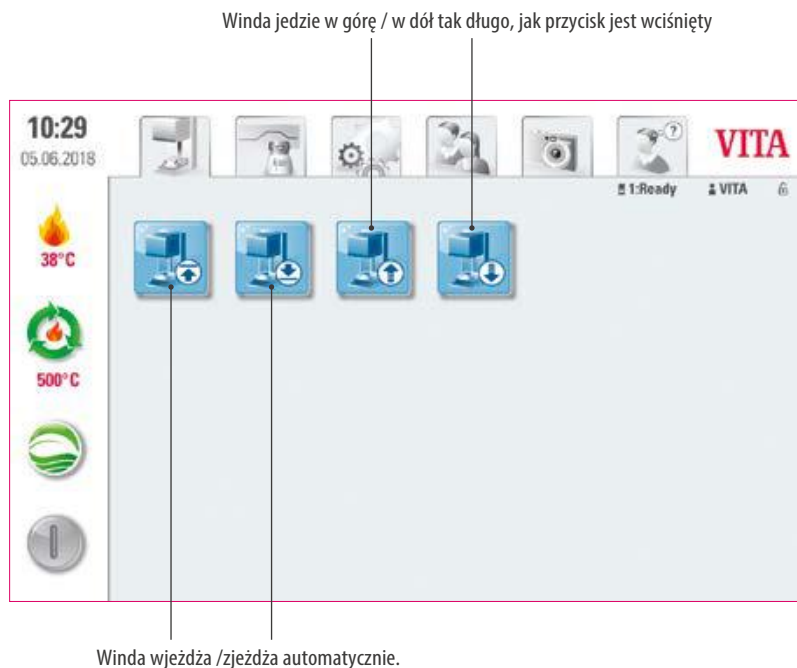 Winda jedzie w górę / w dół tak długo, jak przycisk jest wciśnięty
10:29
05.06.2018
?
VITA
1:Ready
VITA
38°C
500°C
Winda wjeżdża /zjeżdża automatycznie.